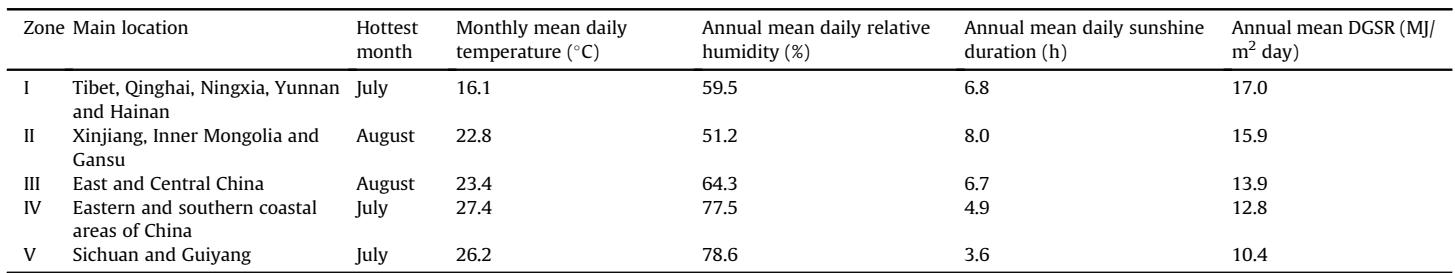 Zone Main location Hottest month Monthly mean daily temperature (°C) Annual mean daily relative humidity (%) Annual mean daily sunshine duration (h) Annual mean DGSR (MJ/m² day)
I Tibet, Qinghai, Ningxia, Yunnan and Hainan July 16.1 59.5 6.8 17.0
II Xinjiang, Inner Mongolia and Gansu August 22.8 51.2 8.0 15.9
III East and Central China August 23.4 64.3 6.7 13.9
IV Eastern and southern coastal areas of China July 27.4 77.5 4.9 12.8
V Sichuan and Guiyang July 26.2 78.6 3.6 10.4